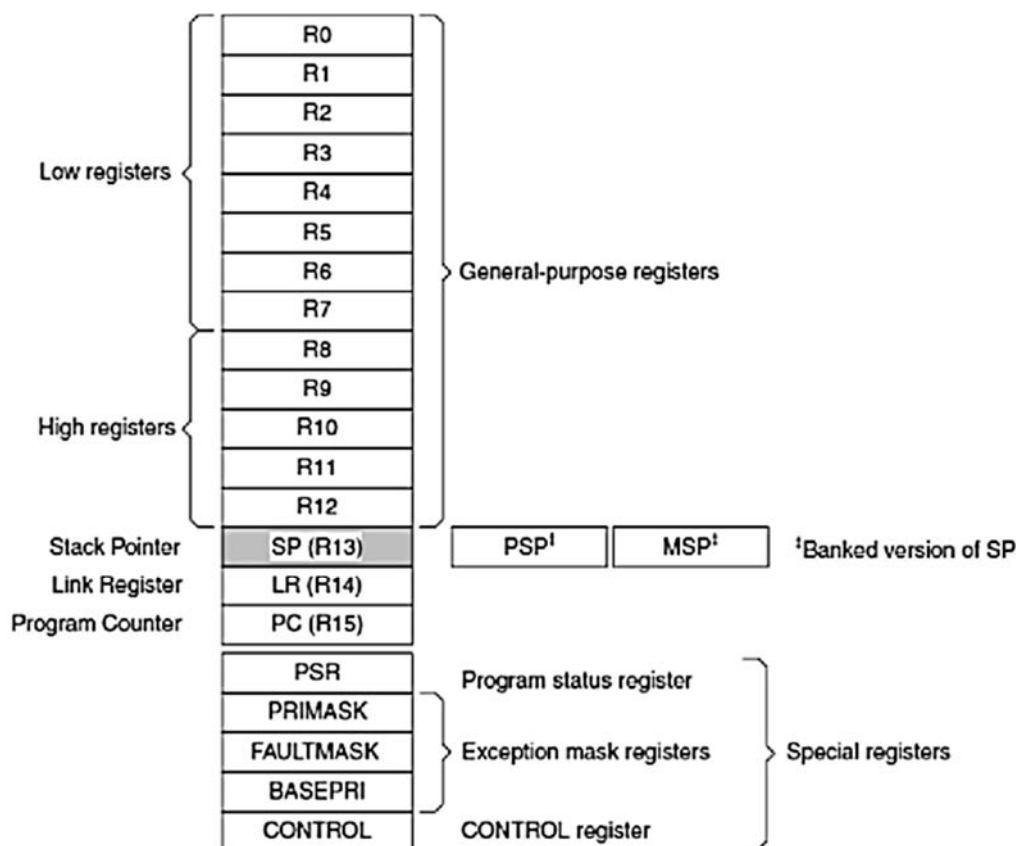 R0
R1
R2
R3
Low registers
R4
R5
R6
General-purpose registers
R7
R8
R9
High registers
R10
R11
R12
Stack Pointer SP (R13) PSP‡ MSP‡ ‡Banked version of SP
Link Register LR (R14)
Program Counter PC (R15)
PSR Program status register
PRIMASK
FAULTMASK Exception mask registers Special registers
BASEPRI
CONTROL CONTROL register